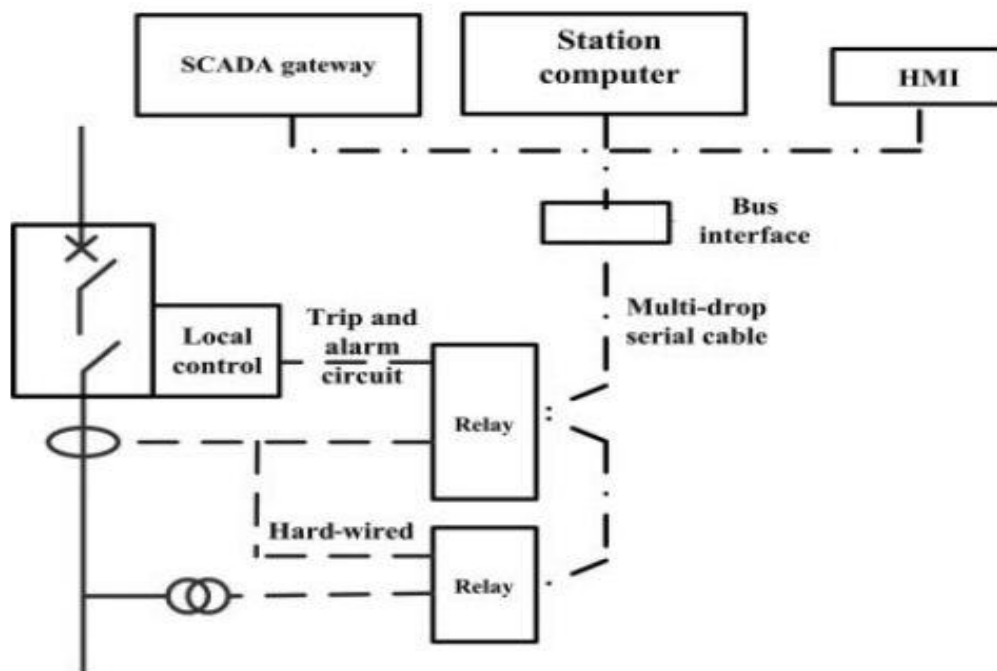 SCADA gateway
Station
computer
HMI
Bus
interface
Multi-drop
serial cable
Trip and
alarm
circuit
Local
control
Relay
Hard-wired
Relay